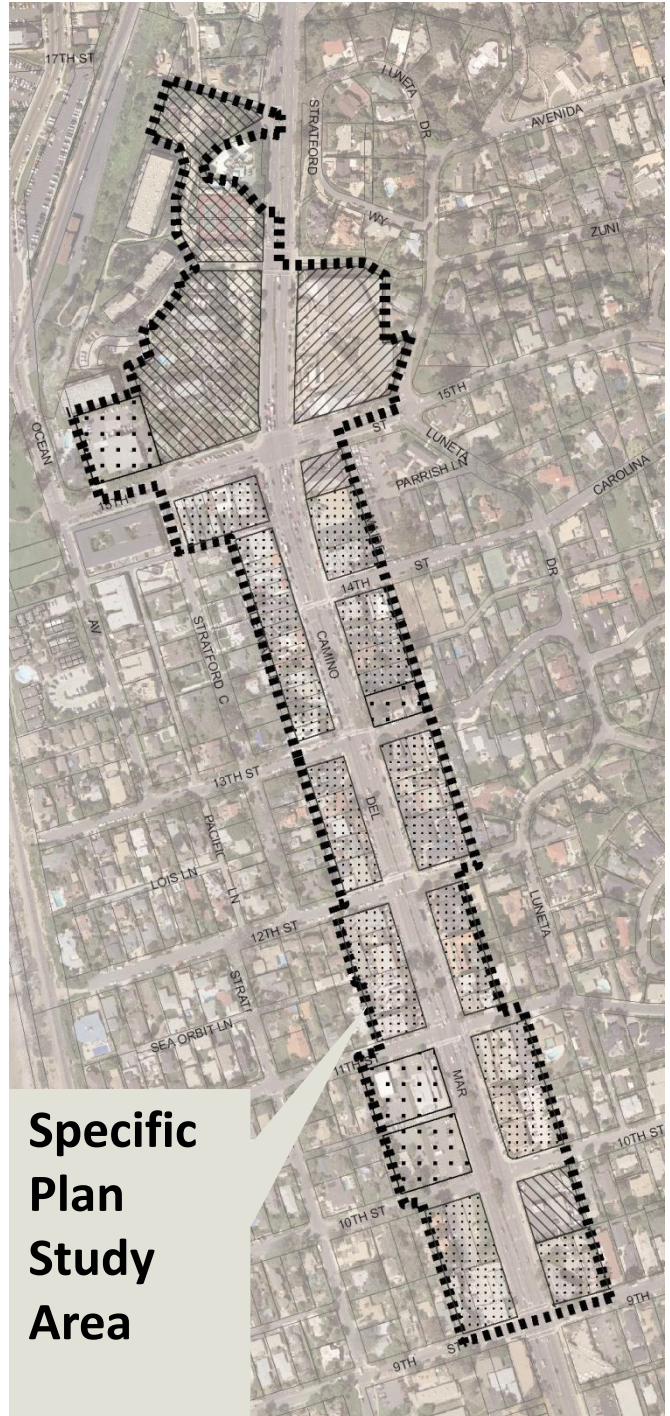 17TH ST
LUNETA
DR
AVENIDA
STRATFORD
WY
ZUNI
15TH
ST
LUNETA
PARRISH LN
CAROLINA
OCEAN
15TH
14TH
ST
DR
AV
STRATFORD C
CAMINO
13TH ST
DEL
PACIFIC
LN
LOIS LN
LUNETA
12TH ST
STRAT
SEA ORBIT LN
11TH ST
MAR
10TH ST
10TH ST
9TH
9TH
ST
Specific
Plan
Study
Area